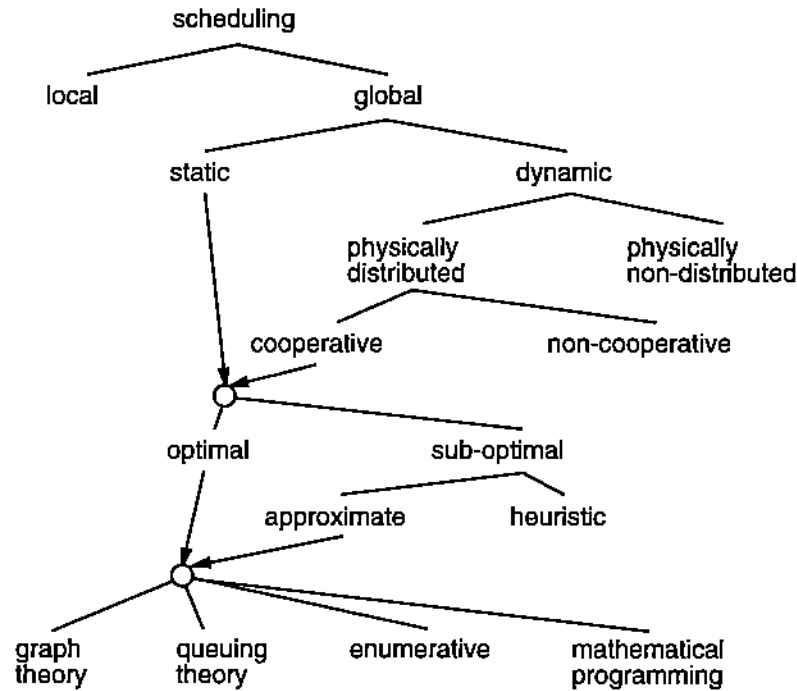 scheduling
local
global
static
dynamic
physically
distributed
physically
non-distributed
cooperative
non-cooperative
optimal
sub-optimal
approximate
heuristic
graph
theory
queuing
theory
enumerative
mathematical
programming